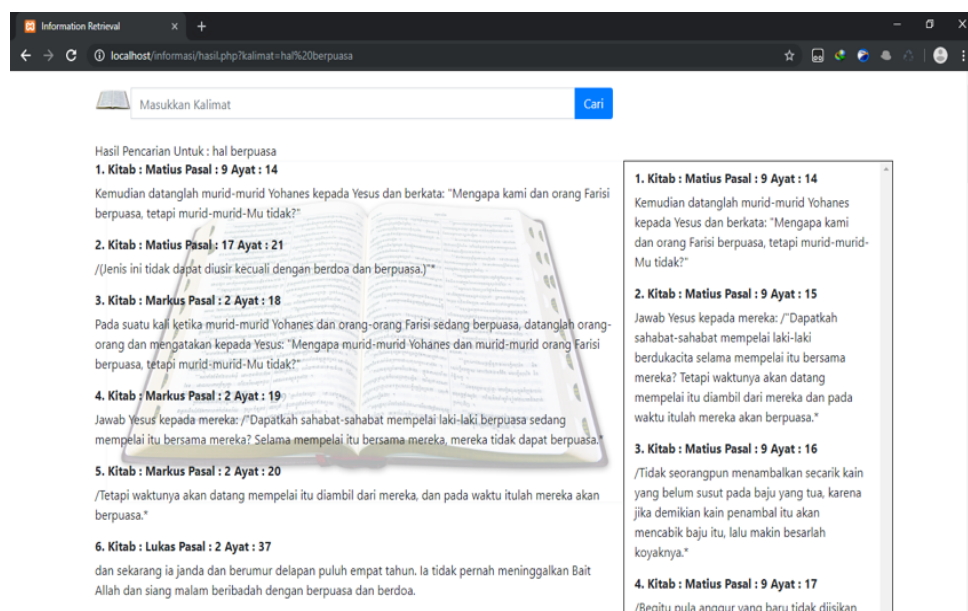 Information Retrieval
localhost/informasi/hasil.php?kalimat=hal%20berpuasa
Masukkan Kalimat
Cari
Hasil Pencarian Untuk : hal berpuasa
1. Kitab : Matius Pasal : 9 Ayat : 14
Kemudian datanglah murid-murid Yohanes kepada Yesus dan berkata: "Mengapa kami dan orang Farisi
berpuasa, tetapi murid-murid-Mu tidak?"
2. Kitab : Matius Pasal : 17 Ayat : 21
/(Jenis ini tidak dapat diusir kecuali dengan berdoa dan berpuasa.)"*
3. Kitab : Markus Pasal : 2 Ayat : 18
Pada suatu kali ketika murid-murid Yohanes dan orang-orang Farisi sedang berpuasa, datanglah orang-
orang dan mengatakan kepada Yesus: "Mengapa murid-murid Yohanes dan murid-murid orang Farisi
berpuasa, tetapi murid-murid-Mu tidak?"
4. Kitab : Markus Pasal : 2 Ayat : 19
Jawab Yesus kepada mereka: /"Dapatkah sahabat-sahabat mempelai laki-laki berpuasa sedang
mempelai itu bersama mereka? Selama mempelai itu bersama mereka, mereka tidak dapat berpuasa.*
5. Kitab : Markus Pasal : 2 Ayat : 20
/Tetapi waktunya akan datang mempelai itu diambil dari mereka, dan pada waktu itulah mereka akan
berpuasa.*
6. Kitab : Lukas Pasal : 2 Ayat : 37
dan sekarang ia janda dan berumur delapan puluh empat tahun. Ia tidak pernah meninggalkan Bait
Allah dan siang malam beribadah dengan berpuasa dan berdoa.
1. Kitab : Matius Pasal : 9 Ayat : 14
Kemudian datanglah murid-murid Yohanes
kepada Yesus dan berkata: "Mengapa kami
dan orang Farisi berpuasa, tetapi murid-murid-
Mu tidak?"
2. Kitab : Matius Pasal : 9 Ayat : 15
Jawab Yesus kepada mereka: /"Dapatkah
sahabat-sahabat mempelai laki-laki
berdukacita selama mempelai itu bersama
mereka? Tetapi waktunya akan datang
mempelai itu diambil dari mereka dan pada
waktu itulah mereka akan berpuasa.*
3. Kitab : Matius Pasal : 9 Ayat : 16
/Tidak seorangpun menambalkan secarik kain
yang belum susut pada baju yang tua, karena
jika demikian kain penambal itu akan
mencabik baju itu, lalu makin besarlah
koyaknya.*
4. Kitab : Matius Pasal : 9 Ayat : 17
/Begitu pula anggur yang baru tidak diisikan